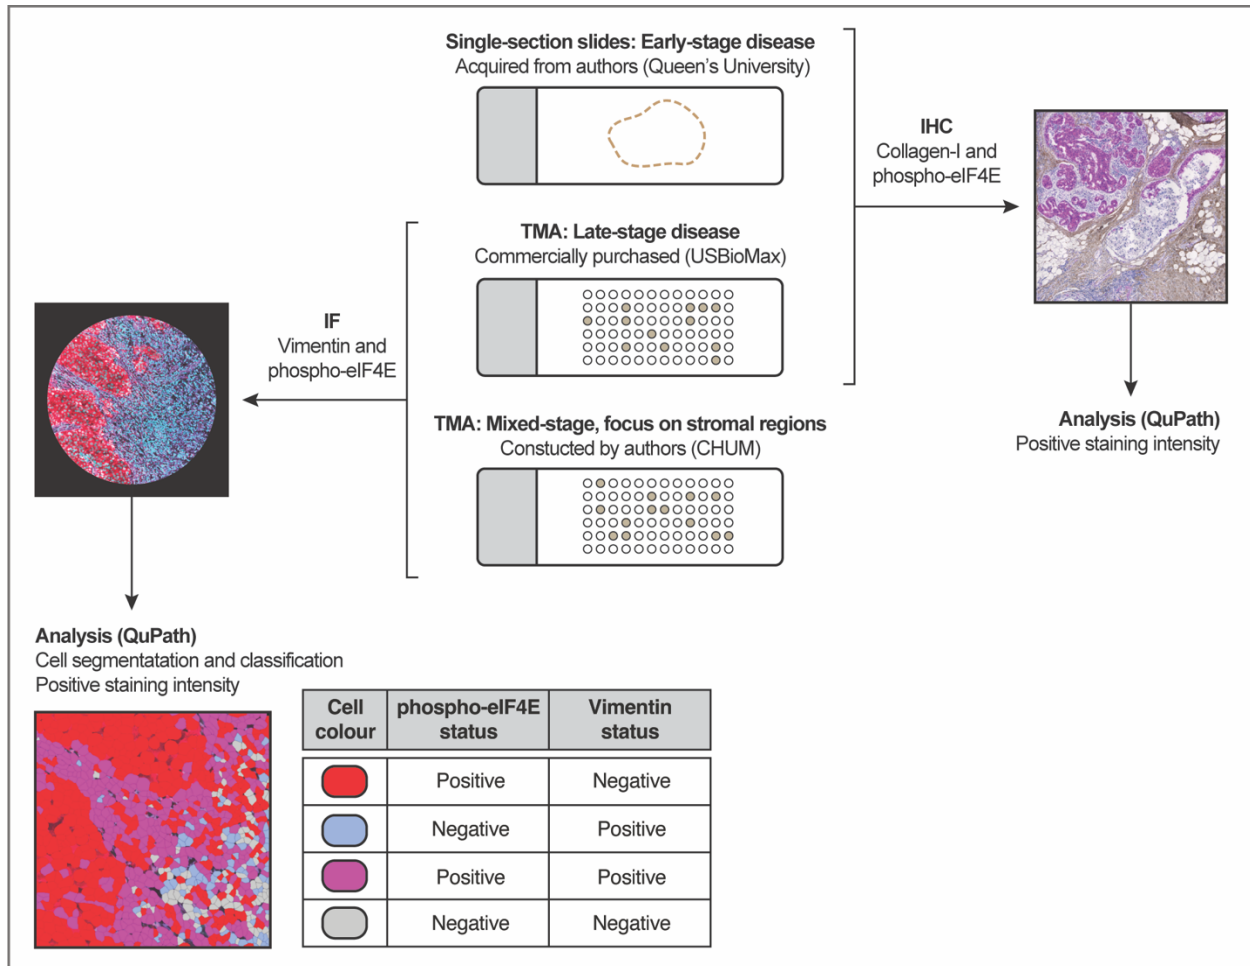 Single-section slides: Early-stage disease
Acquired from authors (Queen's University)
IHC
Collagen-I and
phospho-eIF4E
TMA: Late-stage disease
Commercially purchased (USBioMax)
IF
Vimentin and
phospho-eIF4E
TMA: Mixed-stage, focus on stromal regions
Constucted by authors (CHUM)
Analysis (QuPath)
Positive staining intensity
Analysis (QuPath)
Cell segmentatation and classification
Positive staining intensity
Cell colour | phospho-eIF4E status | Vimentin status
Positive | Negative
Negative | Positive
Positive | Positive
Negative | Negative